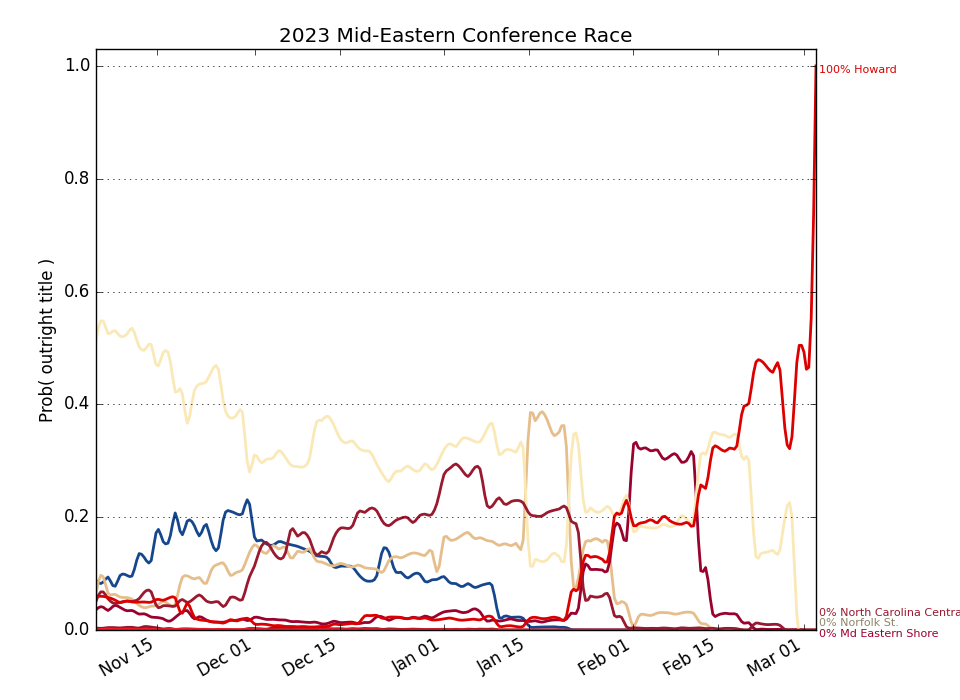 2023 Mid-Eastern Conference Race
1.0
0.8
0.6
0.4
0.2
0.0
Prob( outright title )
100% Howard
0% North Carolina Centra
0% Norfolk St.
0% Md Eastern Shore
Nov 15
Dec 01
Dec 15
Jan 01
Jan 15
Feb 01
Feb 15
Mar 01